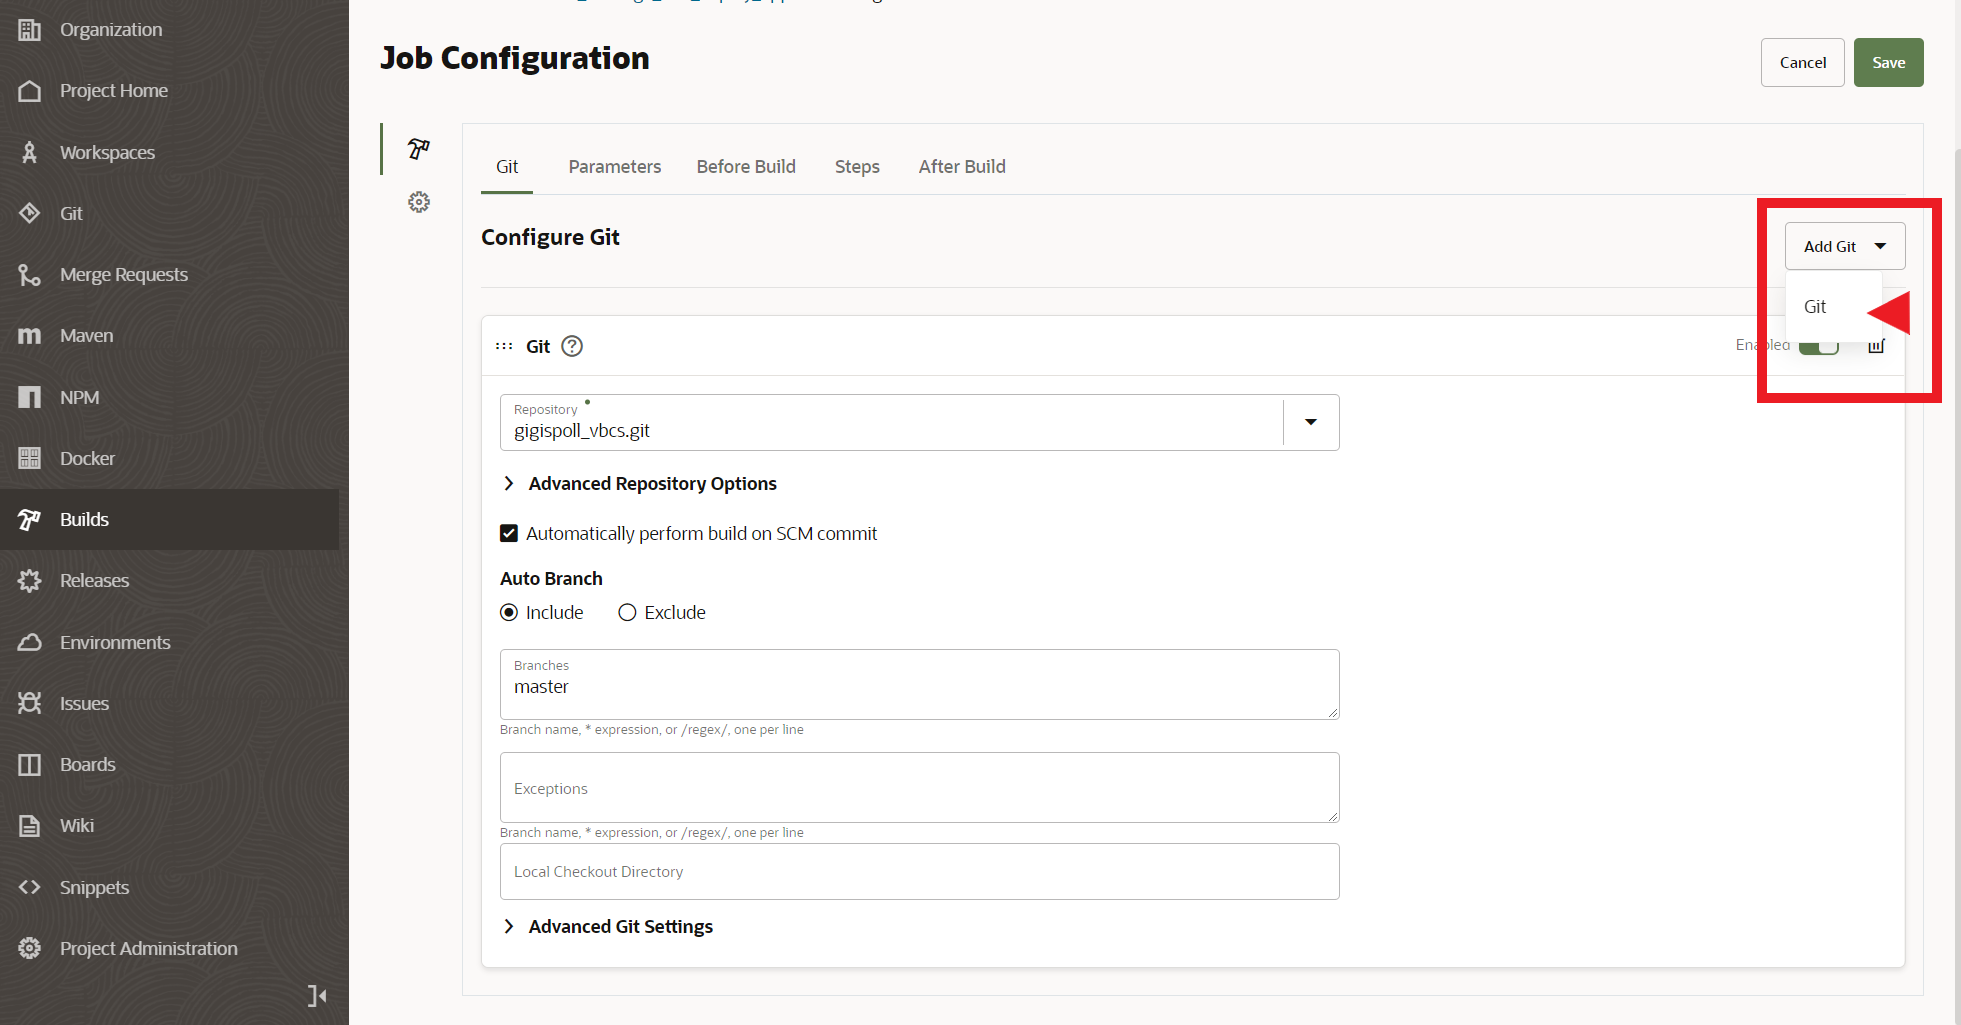 Organization
Project Home
Workspaces
Git
Merge Requests
Maven
NPM
Docker
Builds
Releases
Environments
Issues
Boards
Wiki
Snippets
Project Administration
Job Configuration
Cancel
Save
Git
Parameters
Before Build
Steps
After Build
Configure Git
Add Git
Git
Git
Enabled
Repository
gigispoll_vbcs.git
Advanced Repository Options
Automatically perform build on SCM commit
Auto Branch
Include
Exclude
Branches
master
Branch name, * expression, or /regex/, one per line
Exceptions
Branch name, * expression, or /regex/, one per line
Local Checkout Directory
Advanced Git Settings